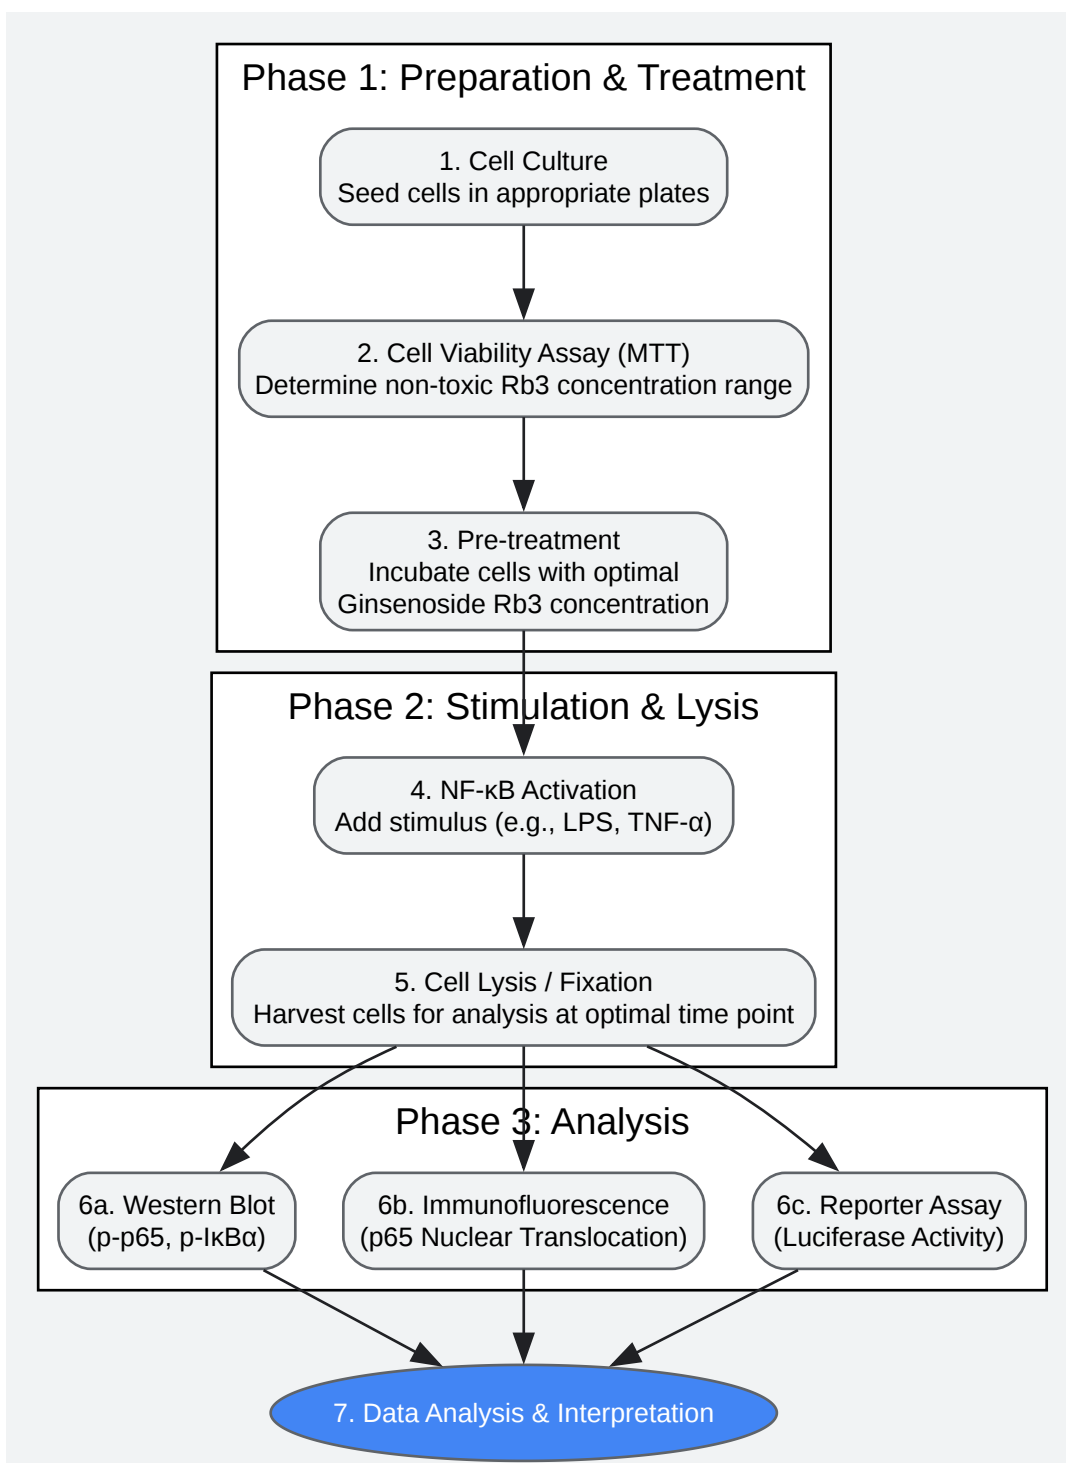 Phase 1: Preparation & Treatment
1. Cell Culture
Seed cells in appropriate plates
2. Cell Viability Assay (MTT)
Determine non-toxic Rb3 concentration range
3. Pre-treatment
Incubate cells with optimal
Ginsenoside Rb3 concentration
Phase 2: Stimulation & Lysis
4. NF-κB Activation
Add stimulus (e.g., LPS, TNF-α)
5. Cell Lysis / Fixation
Harvest cells for analysis at optimal time point
Phase 3: Analysis
6a. Western Blot
(p-p65, p-IκBα)
6b. Immunofluorescence
(p65 Nuclear Translocation)
6c. Reporter Assay
(Luciferase Activity)
7. Data Analysis & Interpretation